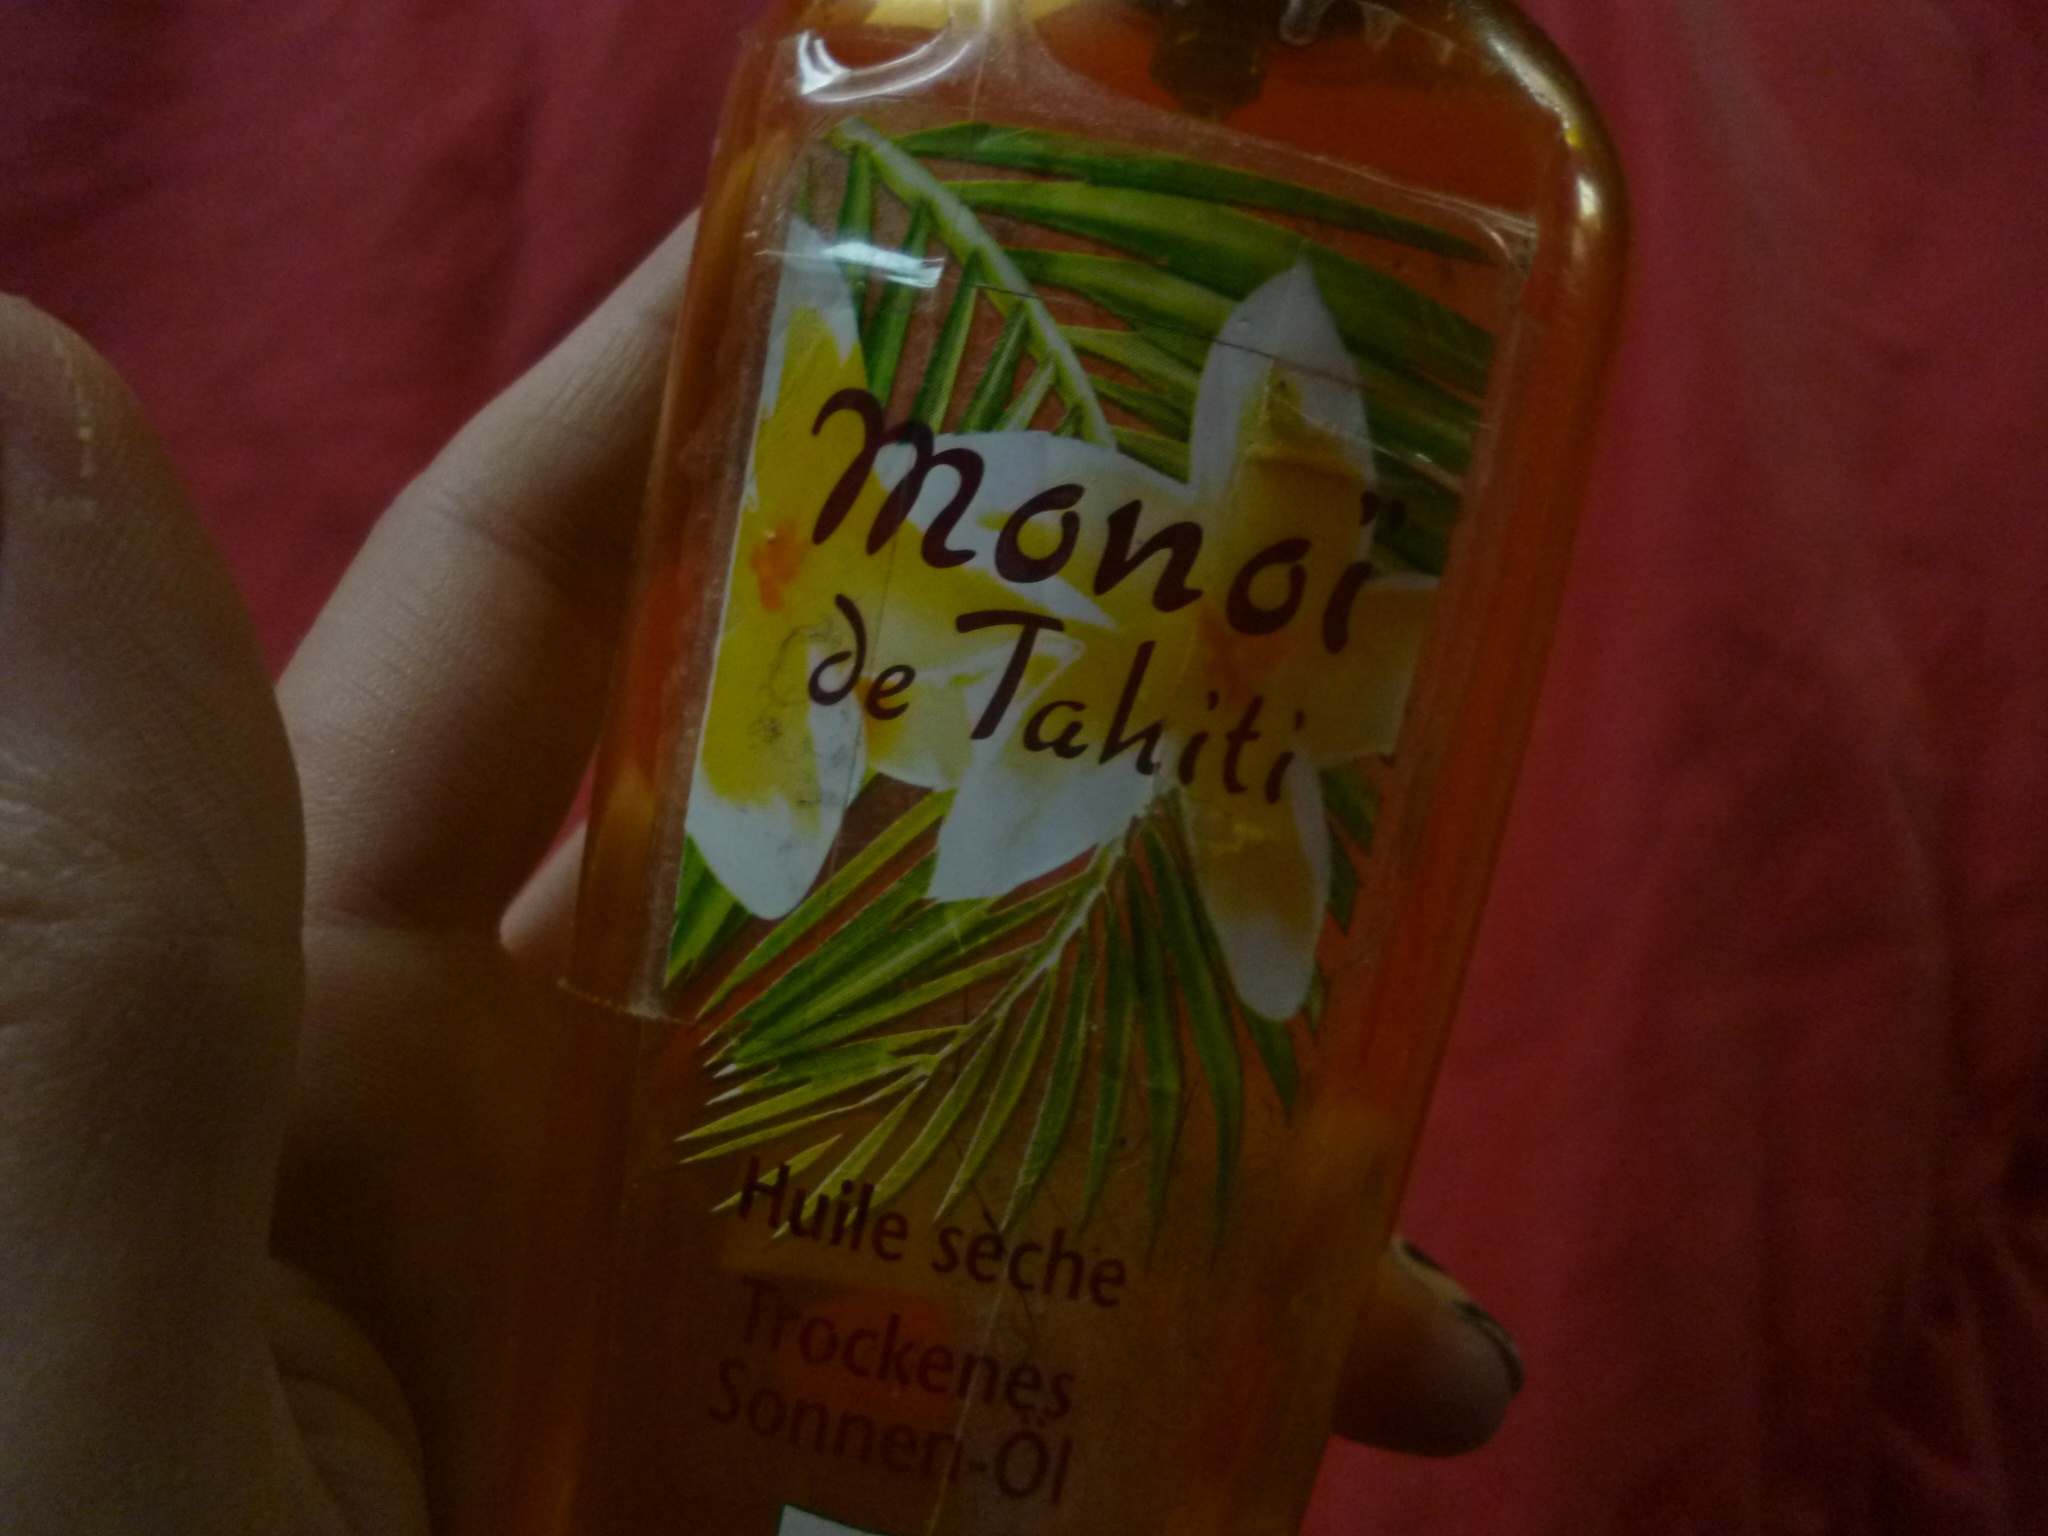 Monoï
de Tahiti
Huile sèche
Trockenes
Sonnen-Öl